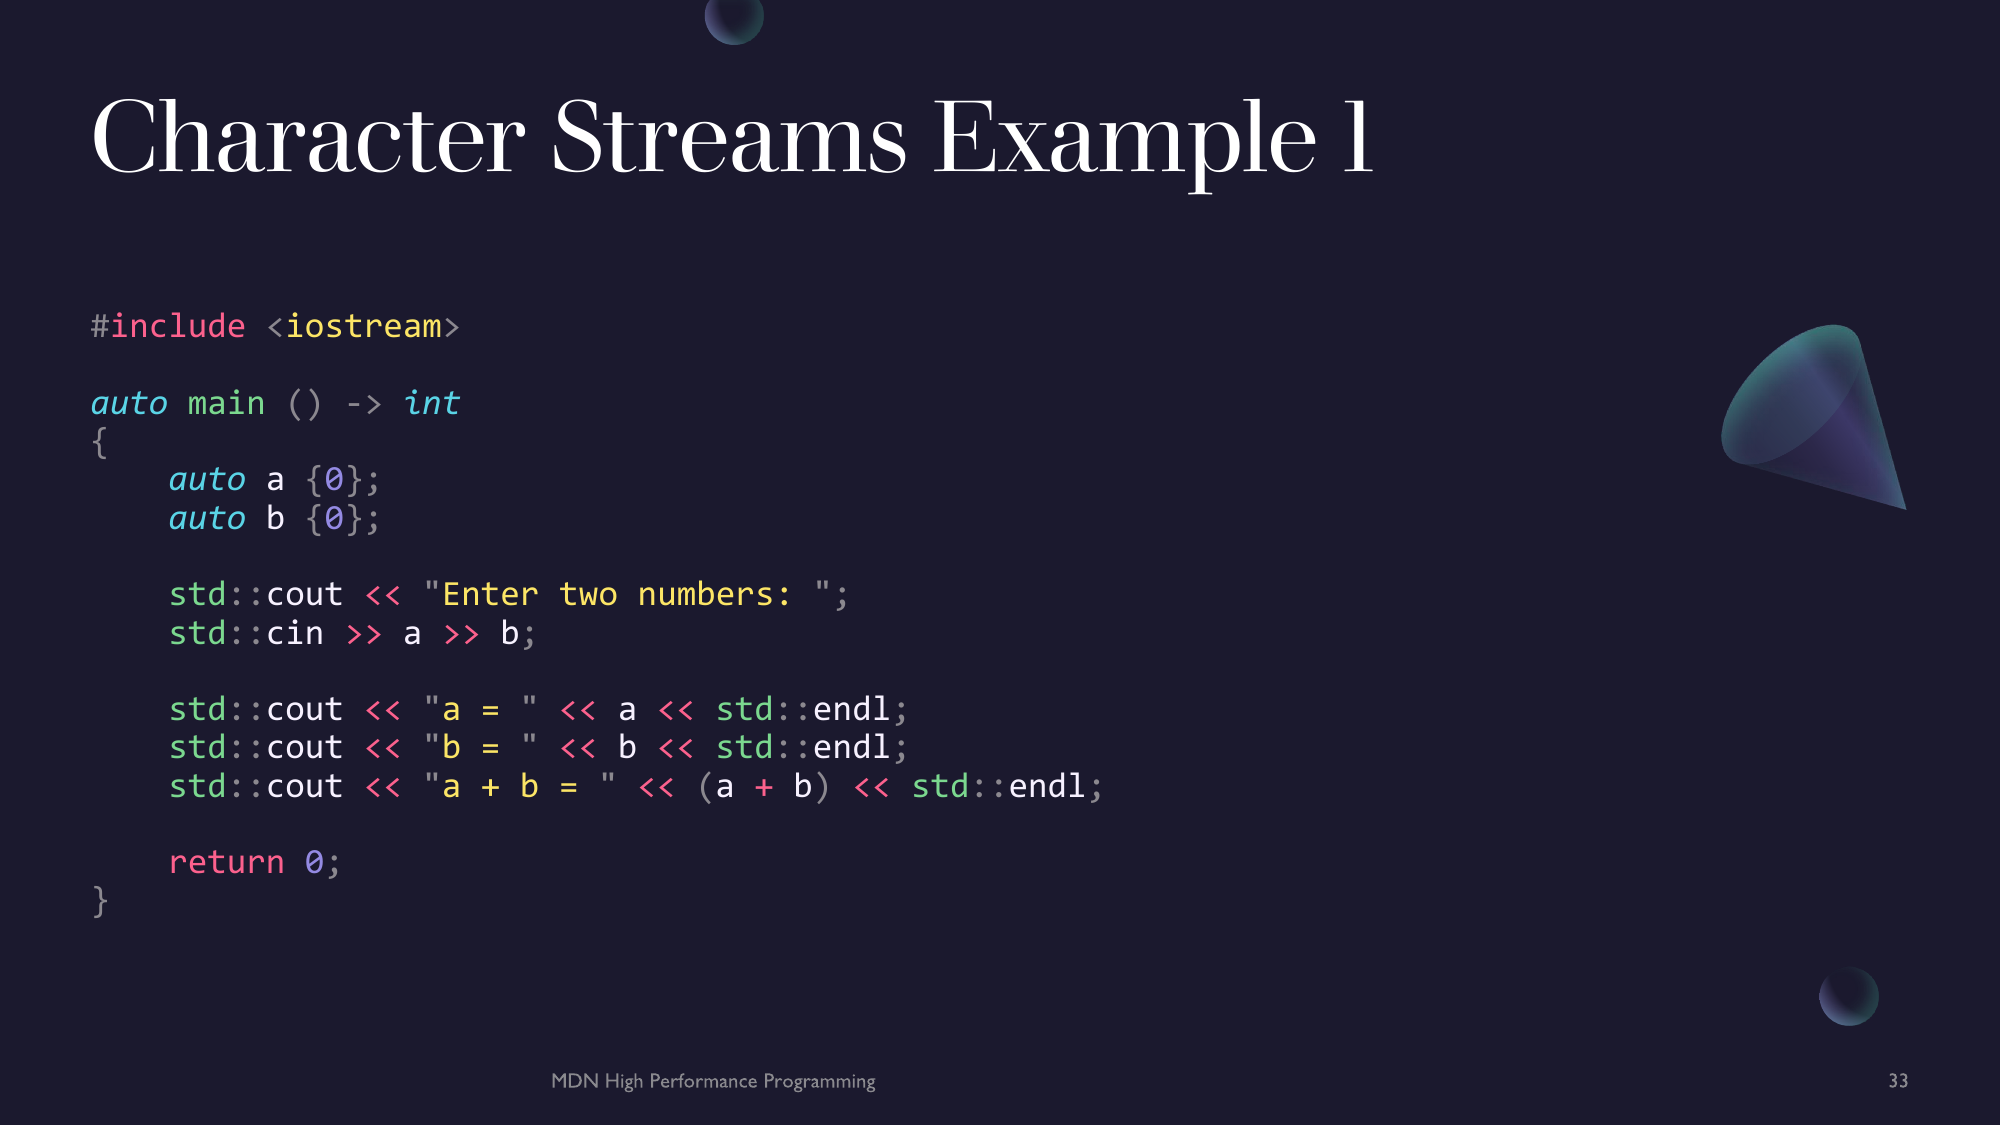 Character Streams Example 1
#include <iostream>
auto main () -> int
{
    auto a {0};
    auto b {0};
    std::cout << "Enter two numbers: ";
    std::cin >> a >> b;
    std::cout << "a = " << a << std::endl;
    std::cout << "b = " << b << std::endl;
    std::cout << "a + b = " << (a + b) << std::endl;
    return 0;
}
MDN High Performance Programming
33